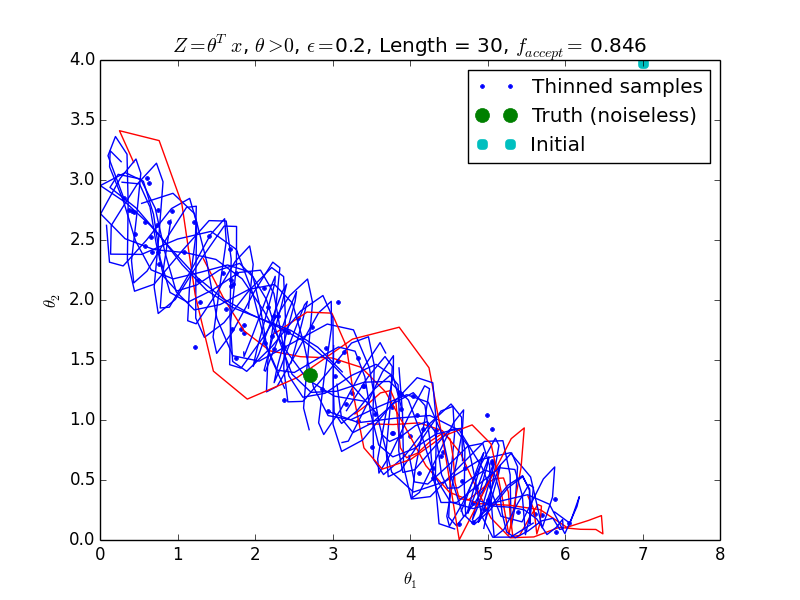 Z = θ^T x, θ > 0, ϵ = 0.2, Length = 30, f_accept = 0.846
4.0
3.5
3.0
2.5
2.0
1.5
1.0
0.5
0.0
θ_2
Thinned samples
Truth (noiseless)
Initial
0 1 2 3 4 5 6 7 8
θ_1